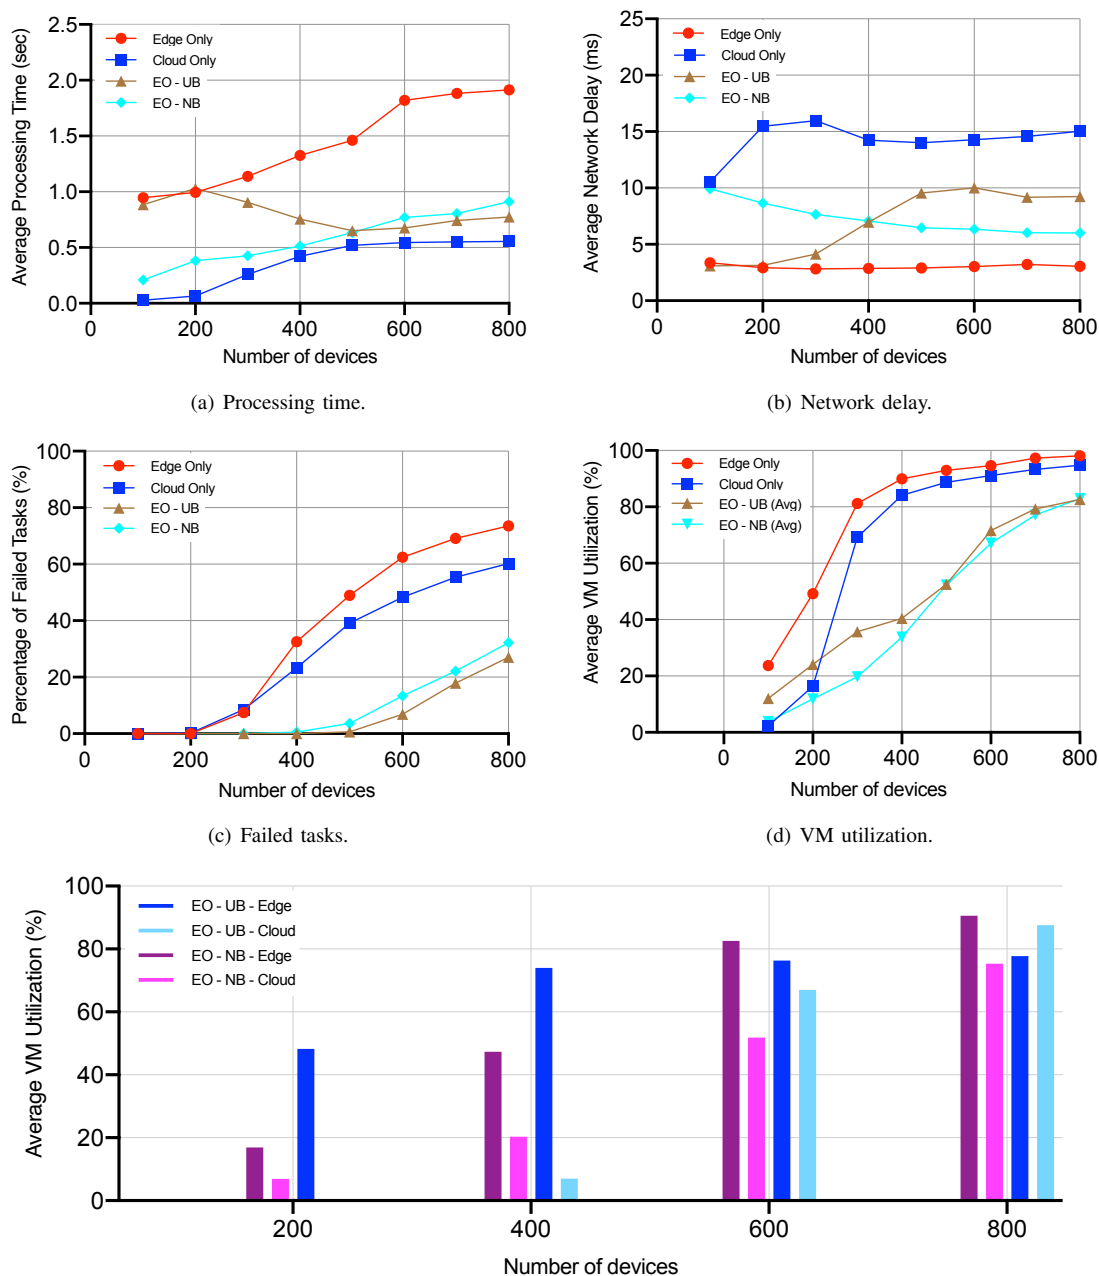 2.5
2.0
1.5
1.0
0.5
0.0
Average Processing Time (sec)
Edge Only
Cloud Only
EO - UB
EO - NB
0 200 400 600 800
Number of devices
(a) Processing time.
25
20
15
10
5
0
Average Network Delay (ms)
Edge Only
Cloud Only
EO - UB
EO - NB
0 200 400 600 800
Number of devices
(b) Network delay.
100
80
60
40
20
0
Percentage of Failed Tasks (%)
Edge Only
Cloud Only
EO - UB
EO - NB
0 200 400 600 800
Number of devices
(c) Failed tasks.
100
80
60
40
20
0
Average VM Utilization (%)
Edge Only
Cloud Only
EO - UB (Avg)
EO - NB (Avg)
0 200 400 600 800
Number of devices
(d) VM utilization.
100
80
60
40
20
0
Average VM Utilization (%)
EO - UB - Edge
EO - UB - Cloud
EO - NB - Edge
EO - NB - Cloud
200 400 600 800
Number of devices